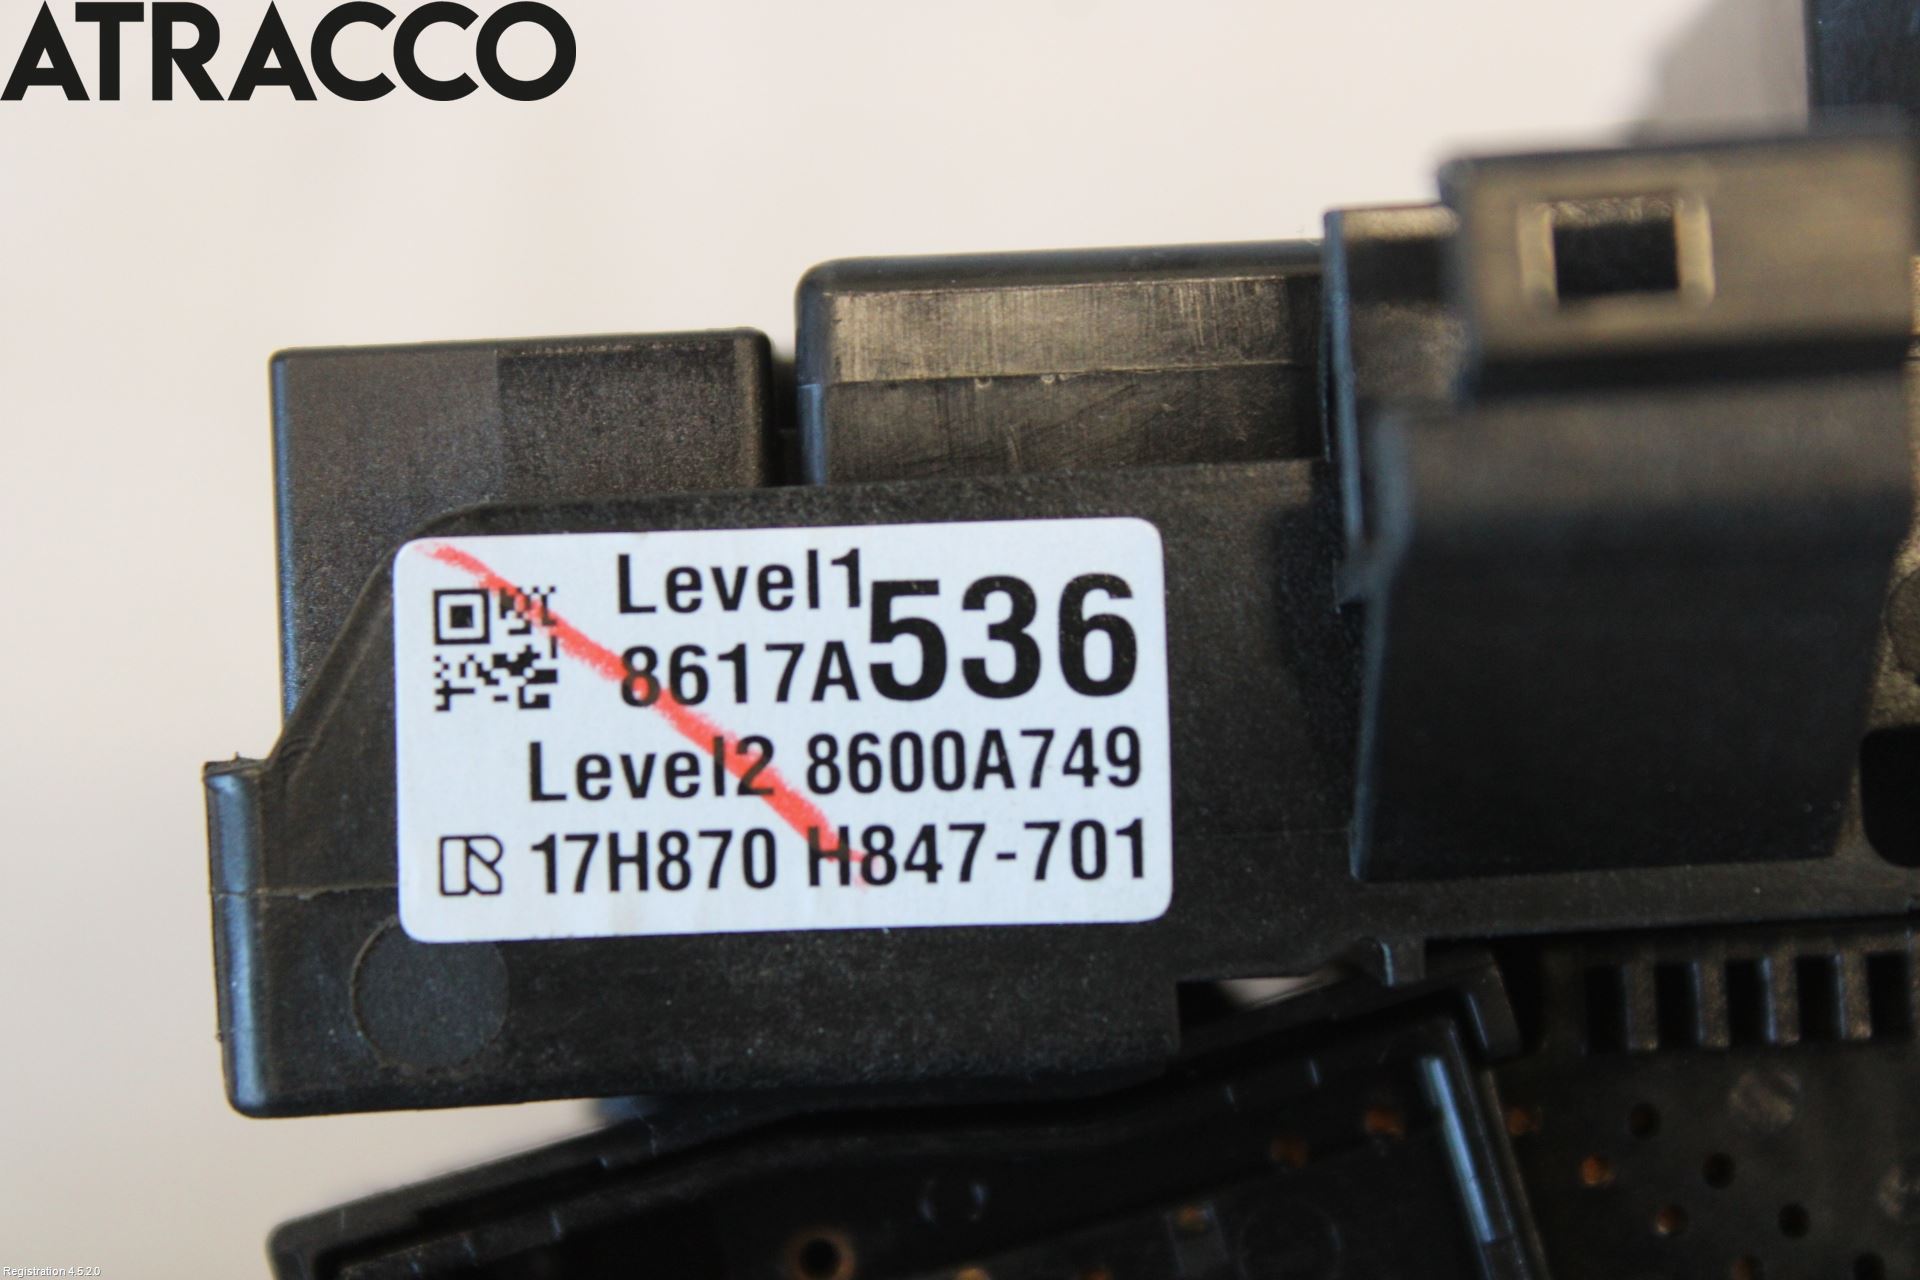 ATRACCO
Level1
8617A536
Level2 8600A749
R 17H870 H847-701
Registration 4.5.2.0